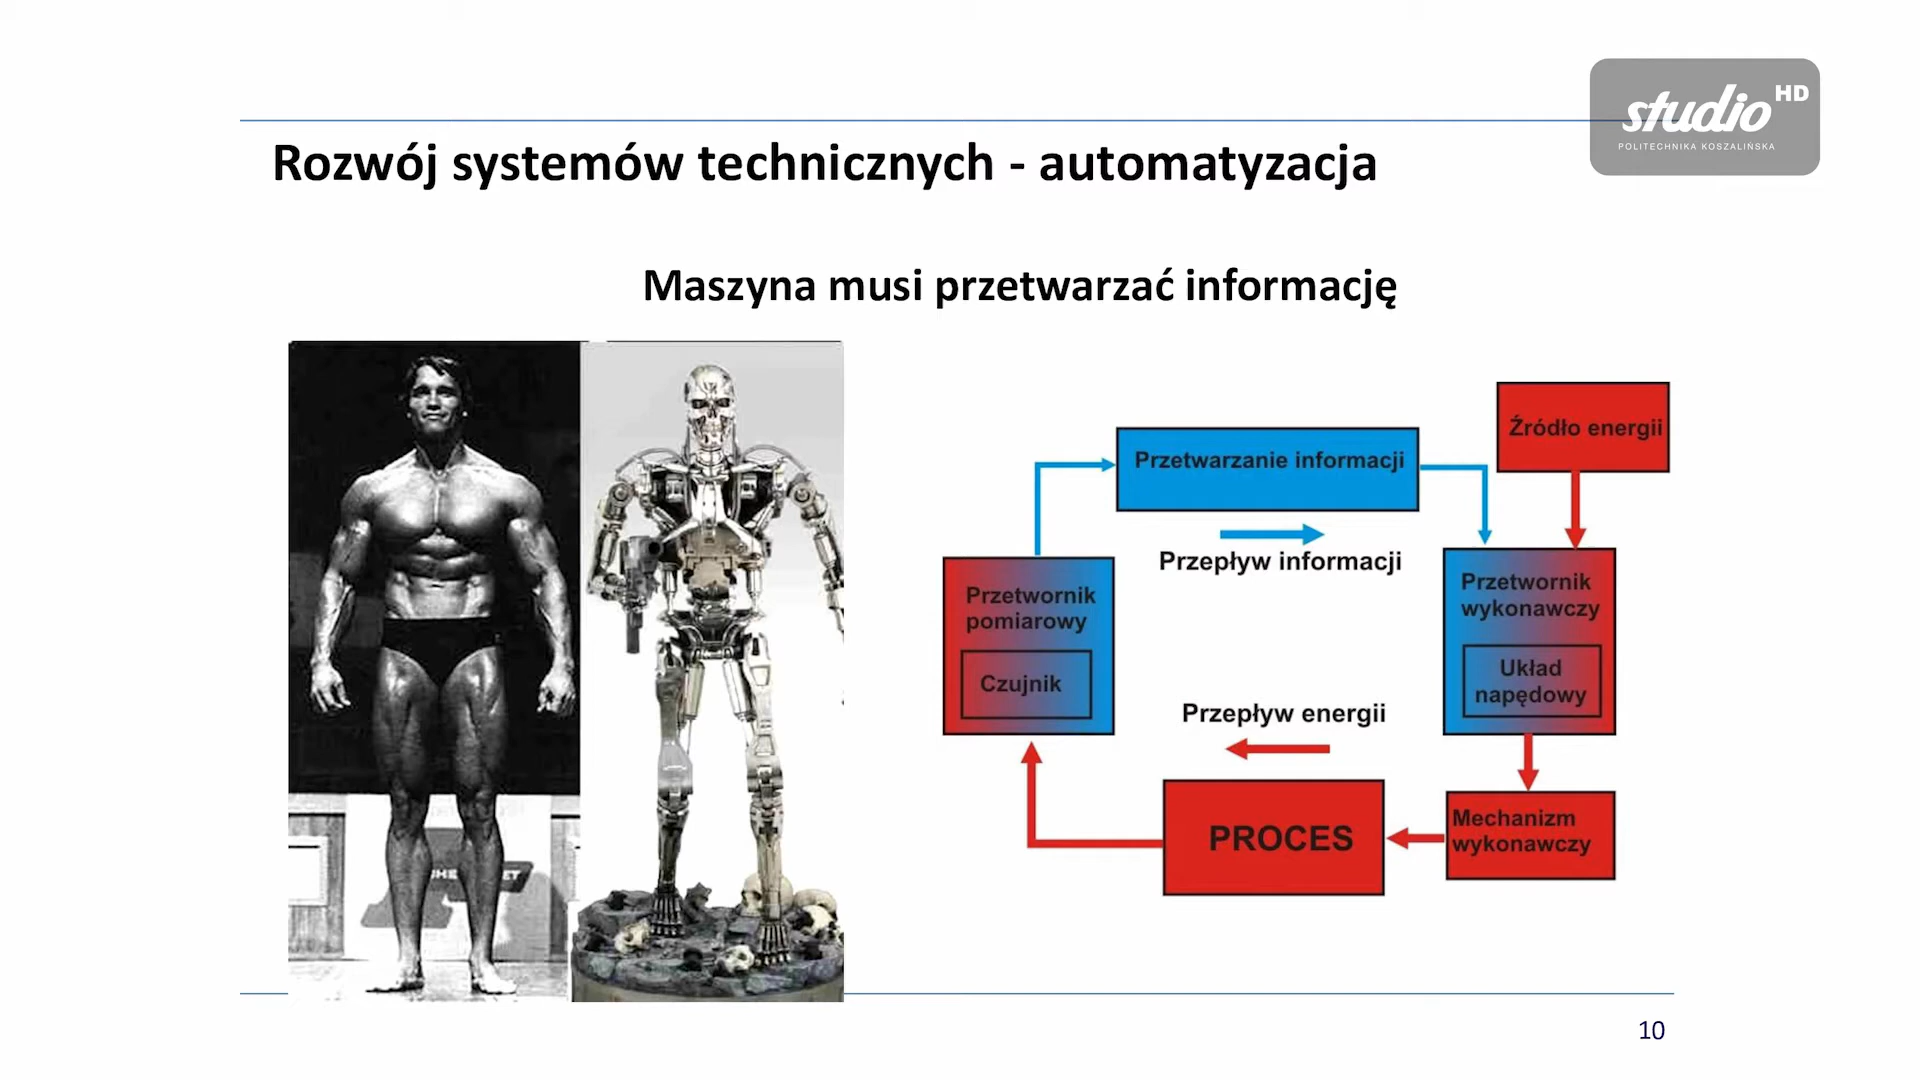 studio HD
POLITECHNIKA KOSZALIŃSKA
Rozwój systemów technicznych - automatyzacja
Maszyna musi przetwarzać informację
Źródło energii
Przetwarzanie informacji
Przepływ informacji
Przetwornik
pomiarowy
Czujnik
Przetwornik
wykonawczy
Układ
napędowy
Przepływ energii
PROCES
Mechanizm
wykonawczy
10